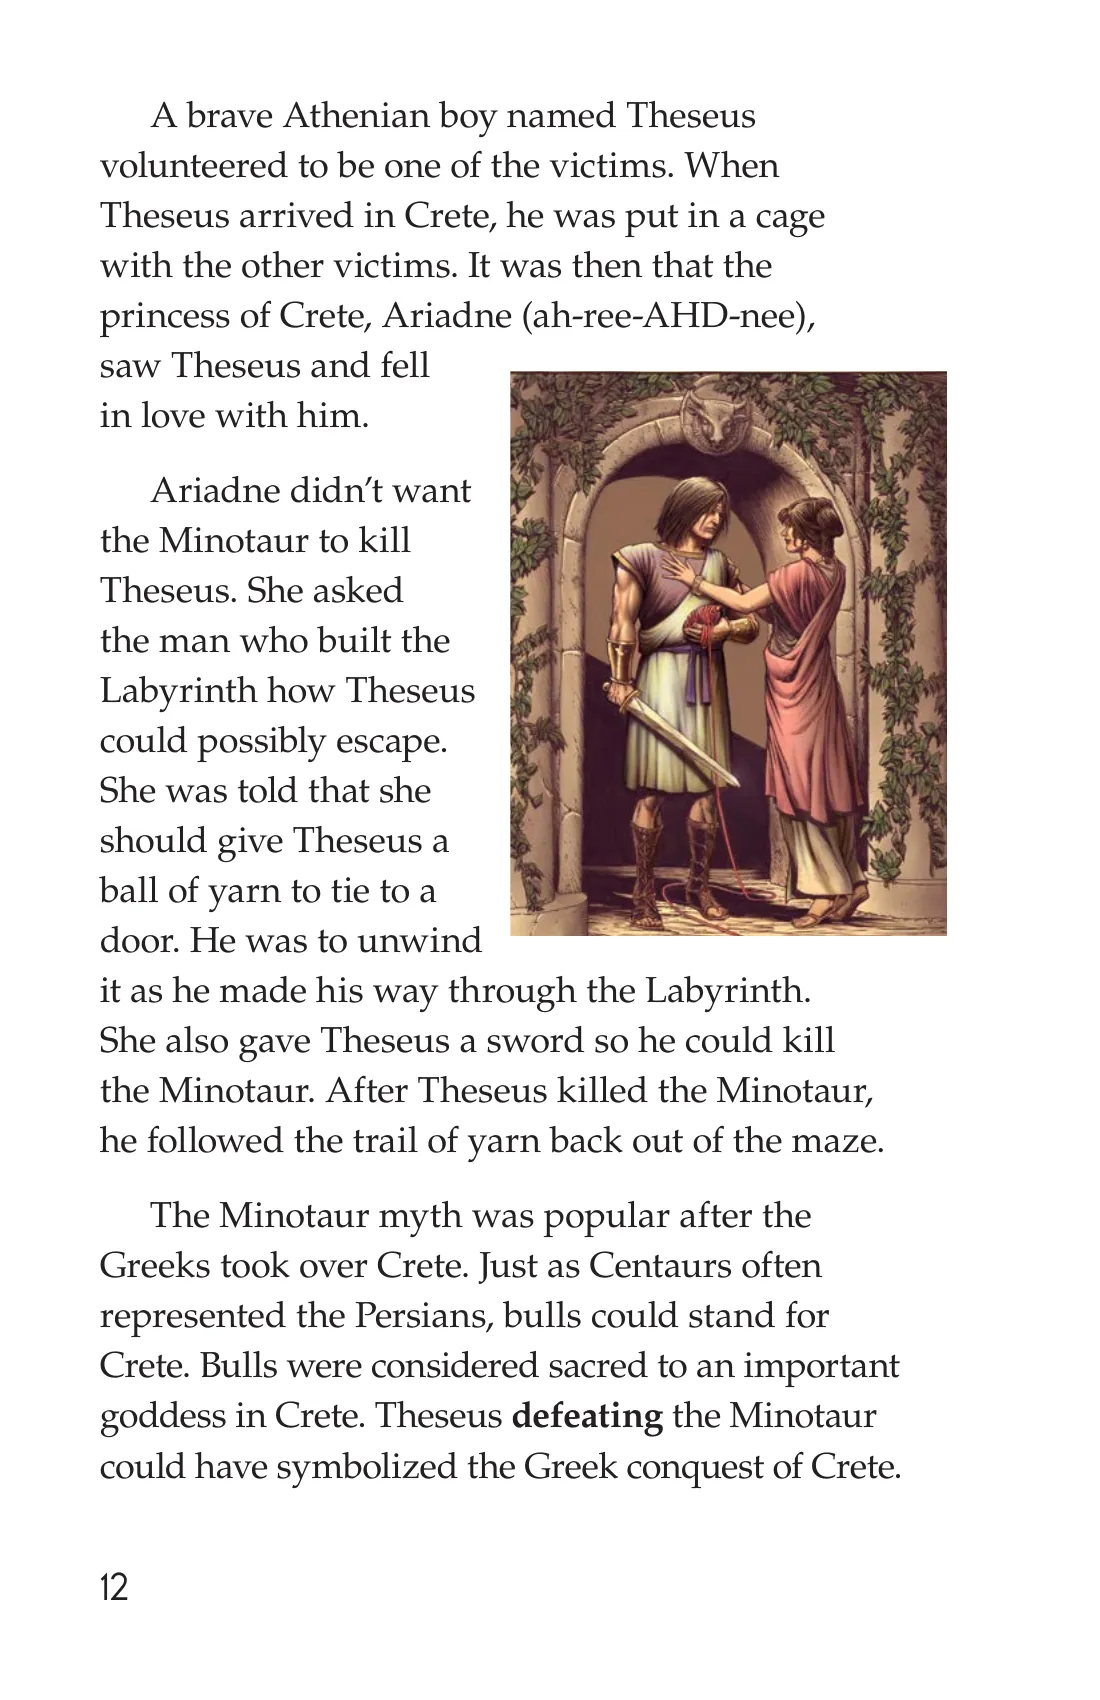 A brave Athenian boy named Theseus
volunteered to be one of the victims. When
Theseus arrived in Crete, he was put in a cage
with the other victims. It was then that the
princess of Crete, Ariadne (ah-ree-AHD-nee),
saw Theseus and fell
in love with him.
Ariadne didn’t want
the Minotaur to kill
Theseus. She asked
the man who built the
Labyrinth how Theseus
could possibly escape.
She was told that she
should give Theseus a
ball of yarn to tie to a
door. He was to unwind
it as he made his way through the Labyrinth.
She also gave Theseus a sword so he could kill
the Minotaur. After Theseus killed the Minotaur,
he followed the trail of yarn back out of the maze.
The Minotaur myth was popular after the
Greeks took over Crete. Just as Centaurs often
represented the Persians, bulls could stand for
Crete. Bulls were considered sacred to an important
goddess in Crete. Theseus defeating the Minotaur
could have symbolized the Greek conquest of Crete.
12